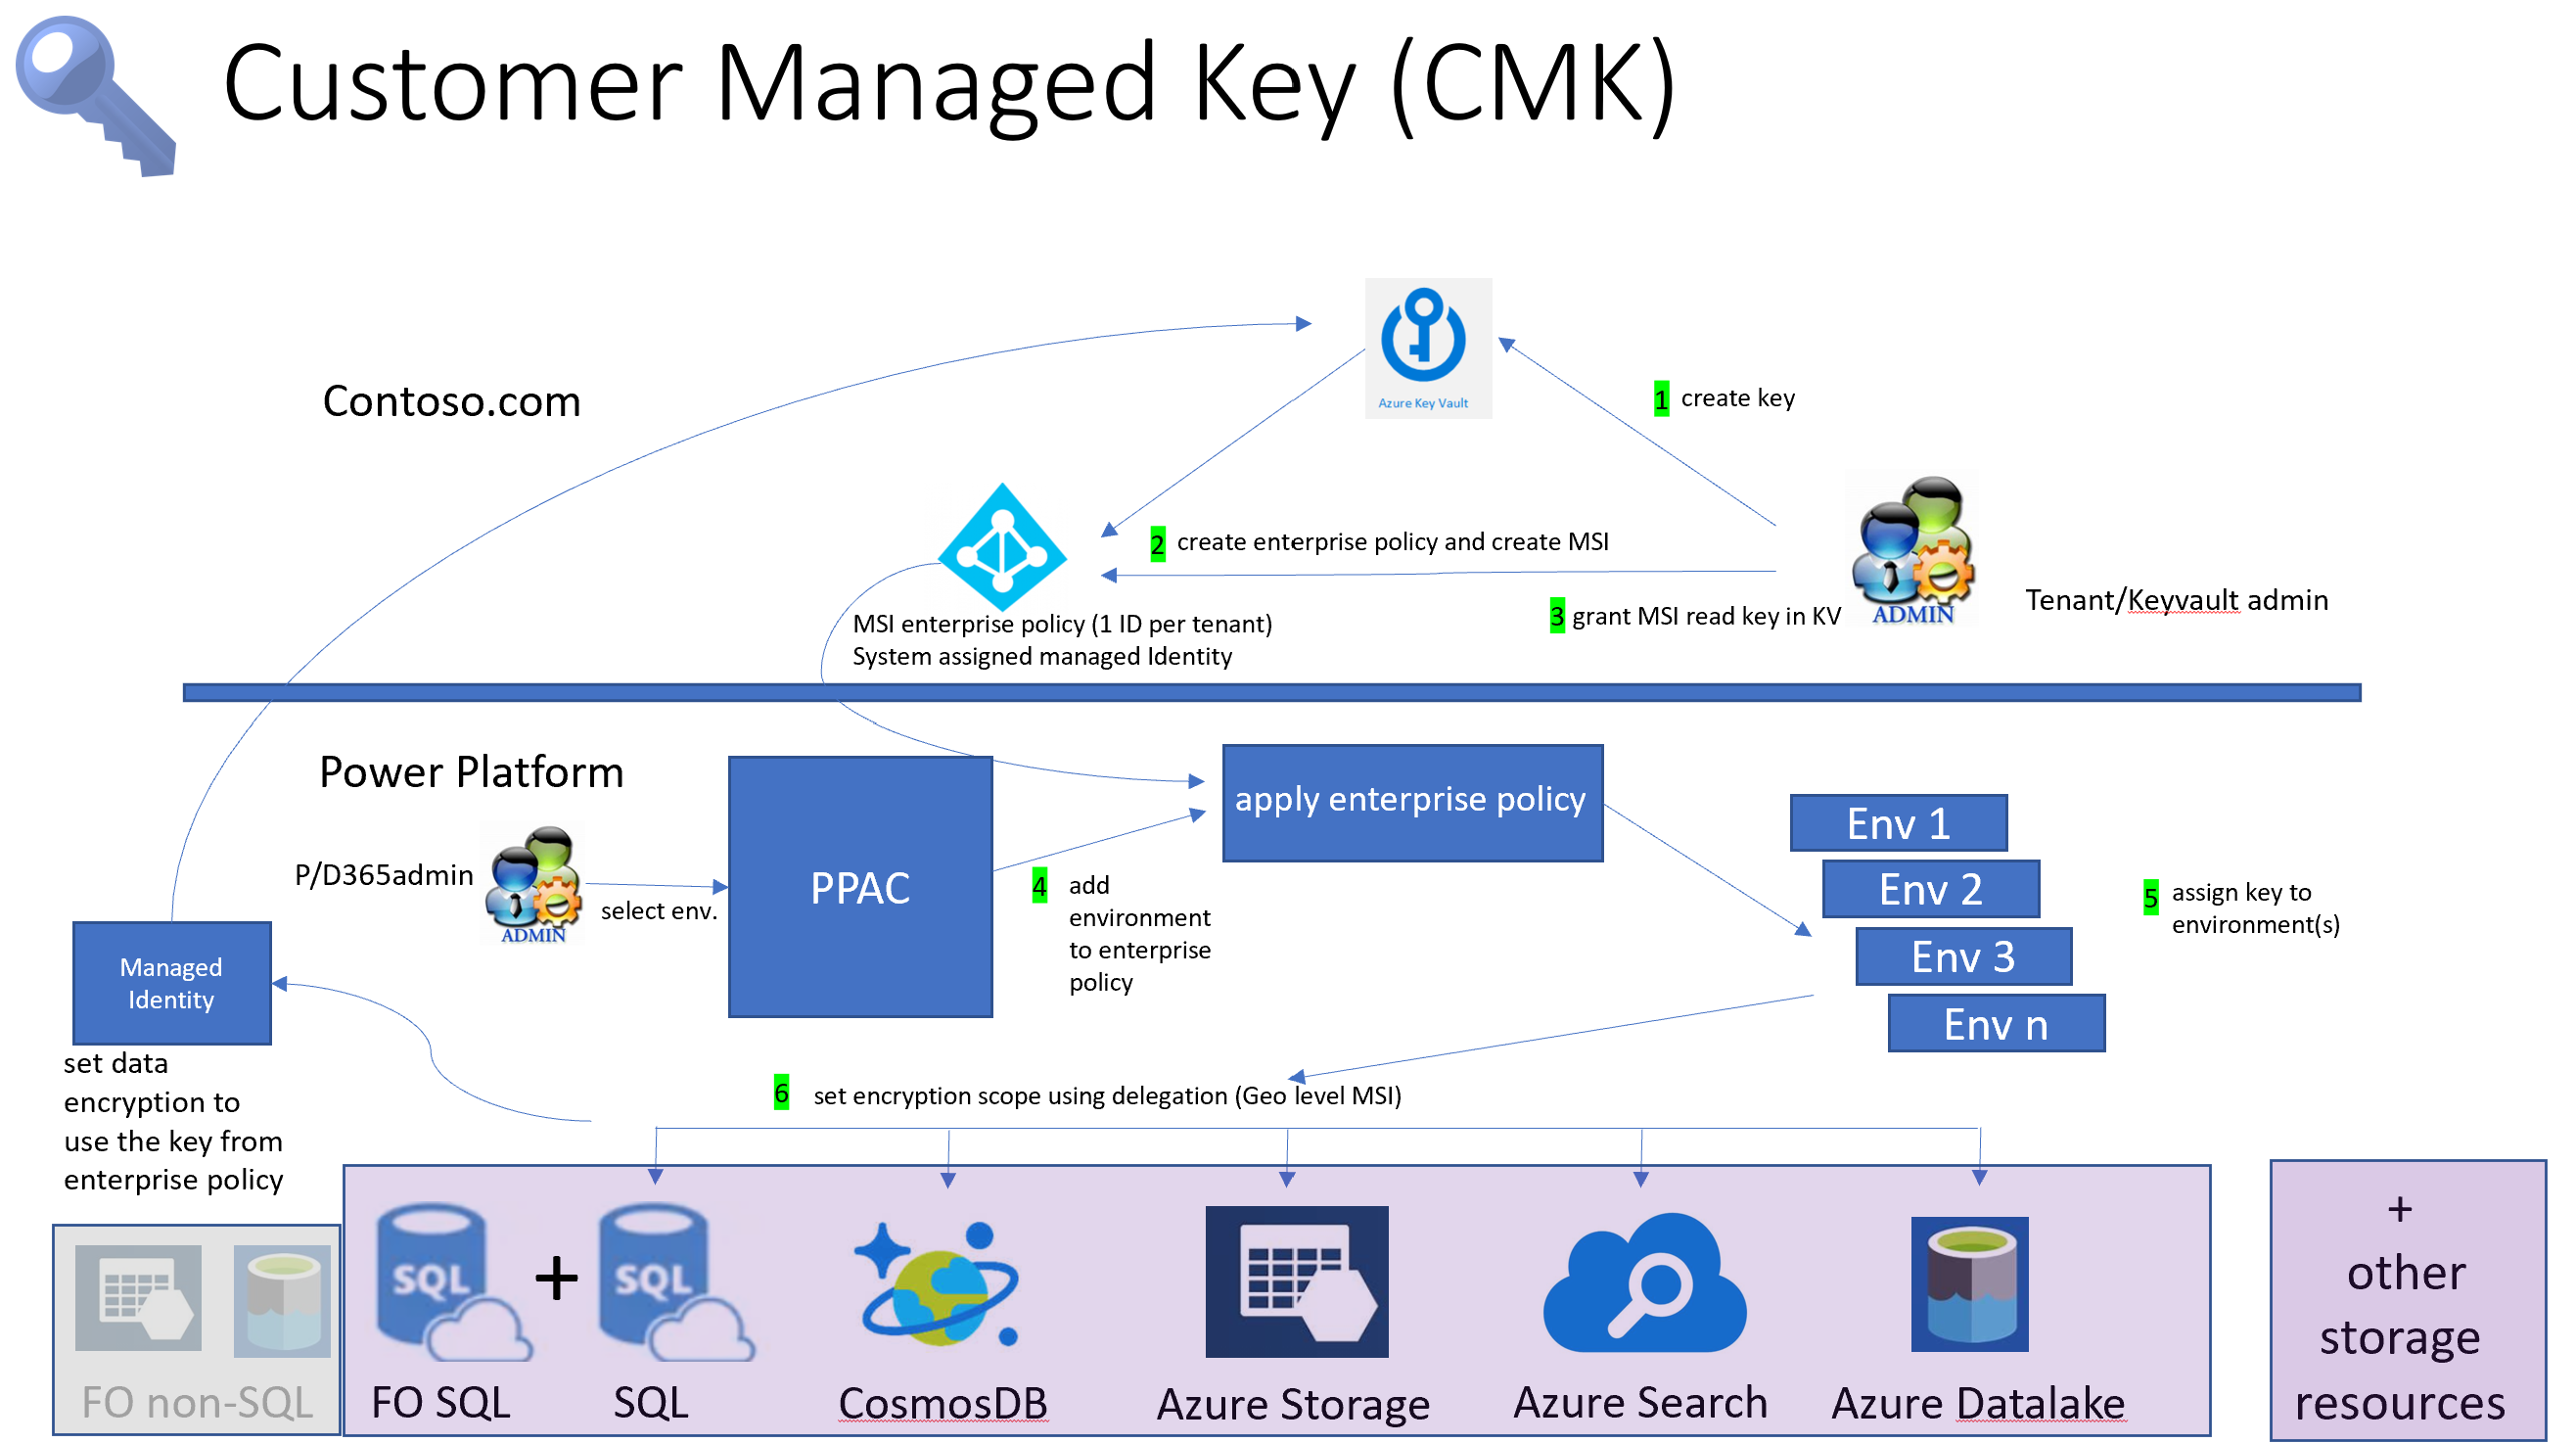 Customer Managed Key (CMK)
Contoso.com
Azure Key Vault
1 create key
2 create enterprise policy and create MSI
3 grant MSI read key in KV
ADMIN
Tenant/Keyvault admin
MSI enterprise policy (1 ID per tenant)
System assigned managed Identity
Power Platform
P/D365admin
ADMIN
select env.
PPAC
apply enterprise policy
4 add
environment
to enterprise
policy
Env 1
Env 2
Env 3
Env n
5 assign key to
environment(s)
Managed
Identity
set data
encryption to
use the key from
enterprise policy
6 set encryption scope using delegation (Geo level MSI)
SQL
+
SQL
FO non-SQL
FO SQL
SQL
CosmosDB
Azure Storage
Azure Search
Azure Datalake
+
other
storage
resources